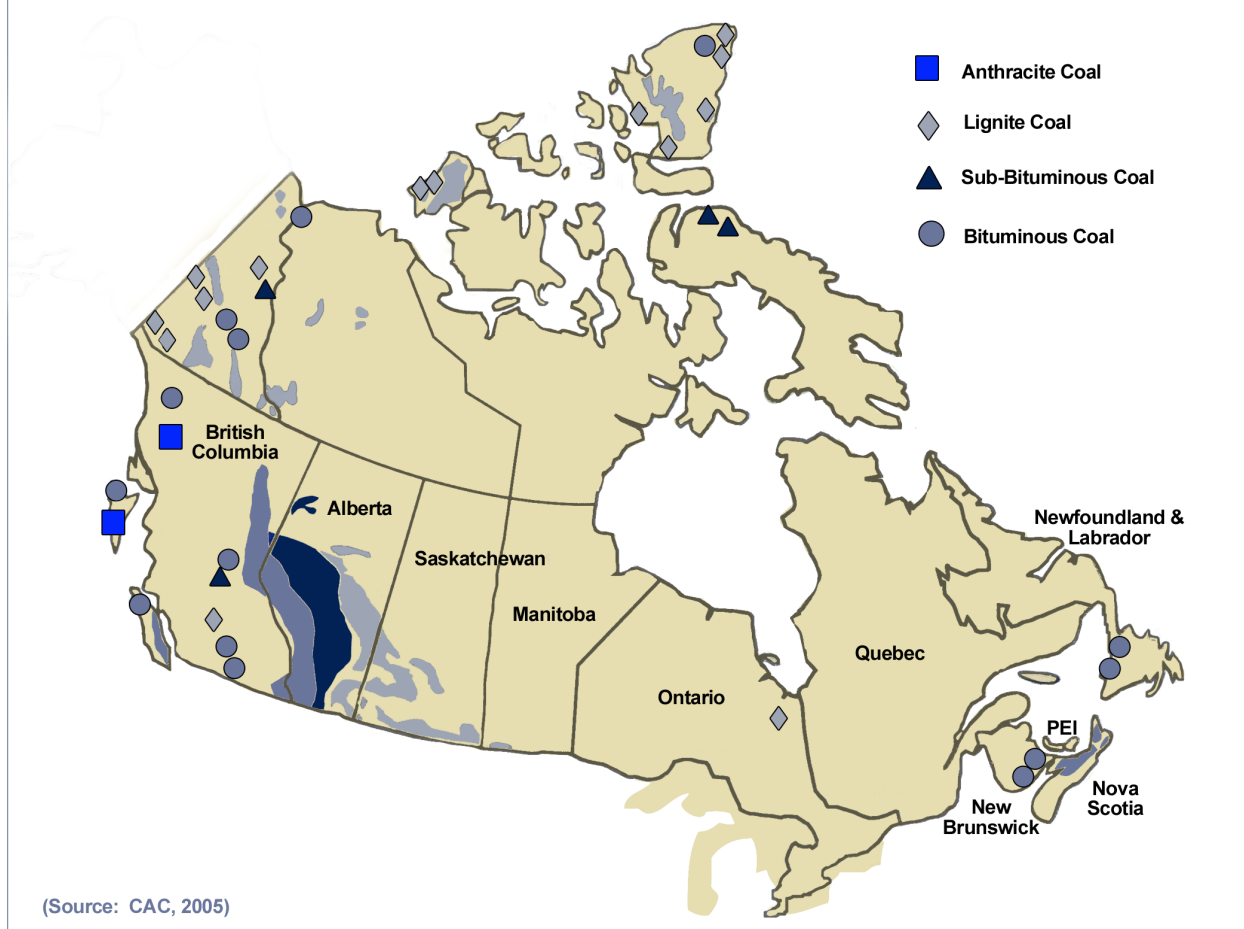 Anthracite Coal
Lignite Coal
Sub-Bituminous Coal
Bituminous Coal
British
Columbia
Alberta
Saskatchewan
Manitoba
Ontario
Quebec
Newfoundland &
Labrador
PEI
New
Brunswick
Nova
Scotia
(Source:  CAC, 2005)